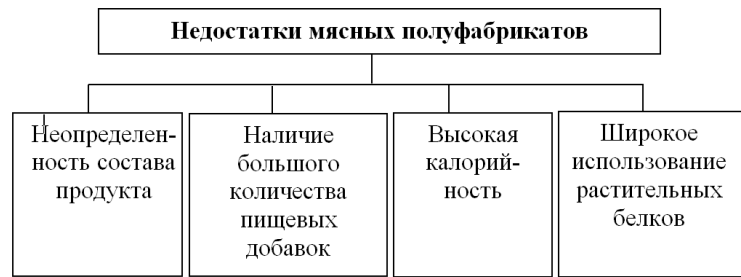 Недостатки мясных полуфабрикатов
Неопределен-
ность состава
продукта
Наличие
большого
количества
пищевых
добавок
Высокая
калорий-
ность
Широкое
использование
растительных
белков